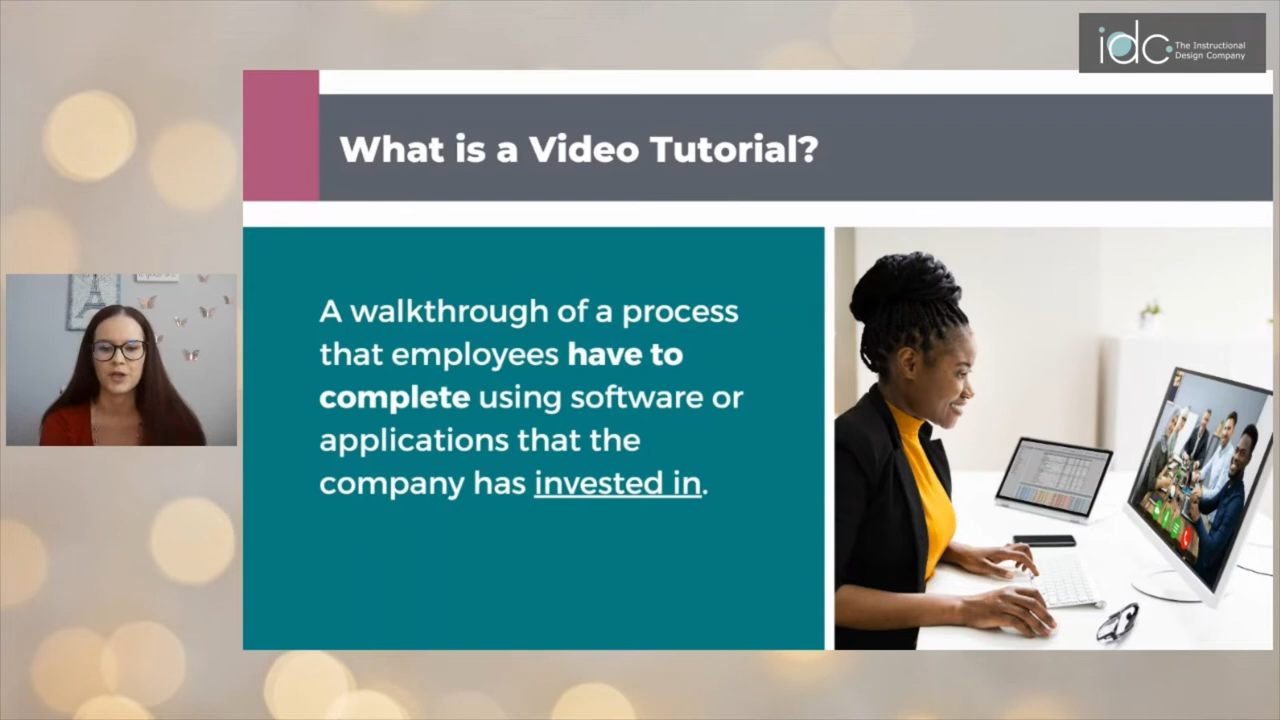 idc
The Instructional
Design Company
What is a Video Tutorial?
A walkthrough of a process
that employees have to
complete using software or
applications that the
company has invested in.